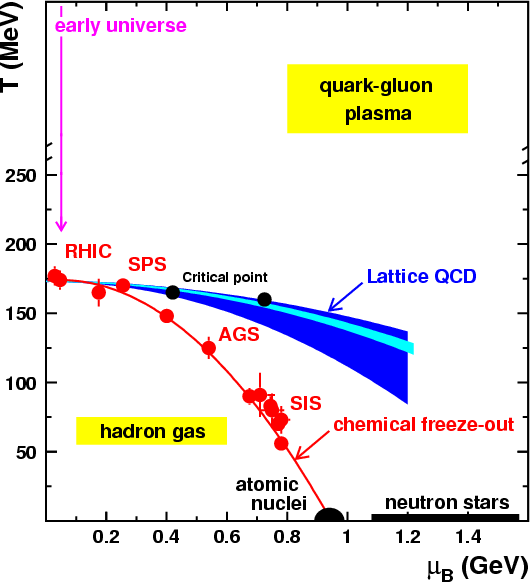 T (MeV)
early universe
quark-gluon
plasma
250
200
150
100
50
RHIC
SPS
Critical point
Lattice QCD
AGS
SIS
chemical freeze-out
hadron gas
atomic
nuclei
neutron stars
0.2
0.4
0.6
0.8
1
1.2
1.4
μB (GeV)